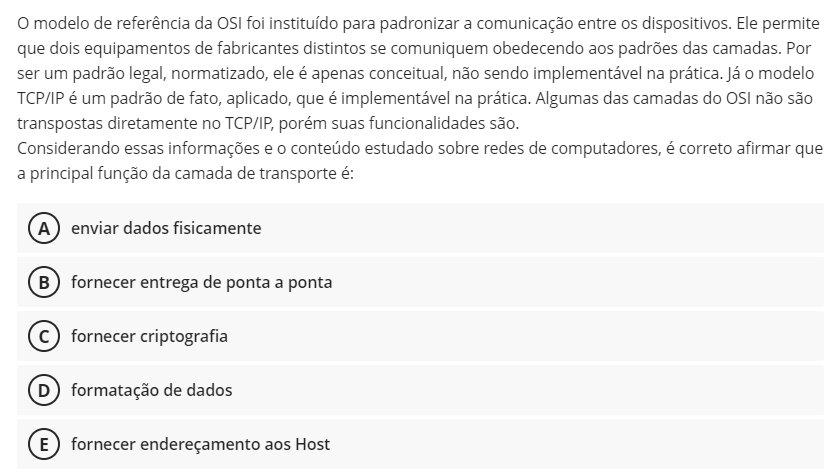 O modelo de referência da OSI foi instituído para padronizar a comunicação entre os dispositivos. Ele permite
que dois equipamentos de fabricantes distintos se comuniquem obedecendo aos padrões das camadas. Por
ser um padrão legal, normatizado, ele é apenas conceitual, não sendo implementável na prática. Já o modelo
TCP/IP é um padrão de fato, aplicado, que é implementável na prática. Algumas das camadas do OSI não são
transpostas diretamente no TCP/IP, porém suas funcionalidades são.
Considerando essas informações e o conteúdo estudado sobre redes de computadores, é correto afirmar que
a principal função da camada de transporte é:
A enviar dados fisicamente
B fornecer entrega de ponta a ponta
C fornecer criptografia
D formatação de dados
E fornecer endereçamento aos Host